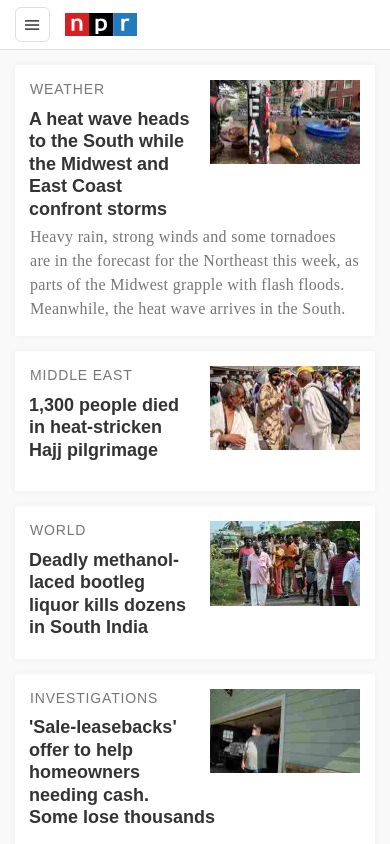 npr
WEATHER
A heat wave heads
to the South while
the Midwest and
East Coast
confront storms
Heavy rain, strong winds and some tornadoes
are in the forecast for the Northeast this week, as
parts of the Midwest grapple with flash floods.
Meanwhile, the heat wave arrives in the South.
MIDDLE EAST
1,300 people died
in heat-stricken
Hajj pilgrimage
WORLD
Deadly methanol-
laced bootleg
liquor kills dozens
in South India
INVESTIGATIONS
'Sale-leasebacks'
offer to help
homeowners
needing cash.
Some lose thousands